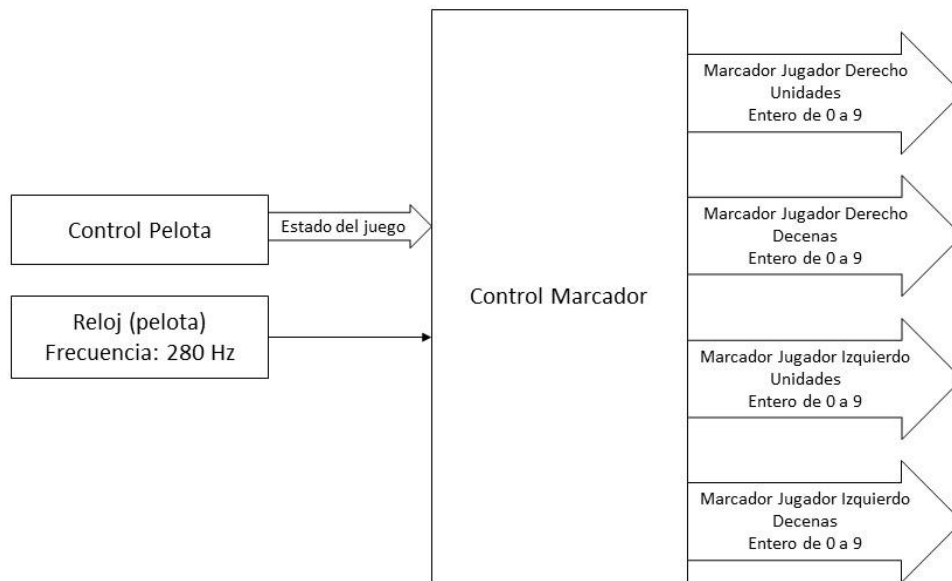 Control Pelota
Estado del juego
Reloj (pelota)
Frecuencia: 280 Hz
Control Marcador
Marcador Jugador Derecho
Unidades
Entero de 0 a 9
Marcador Jugador Derecho
Decenas
Entero de 0 a 9
Marcador Jugador Izquierdo
Unidades
Entero de 0 a 9
Marcador Jugador Izquierdo
Decenas
Entero de 0 a 9